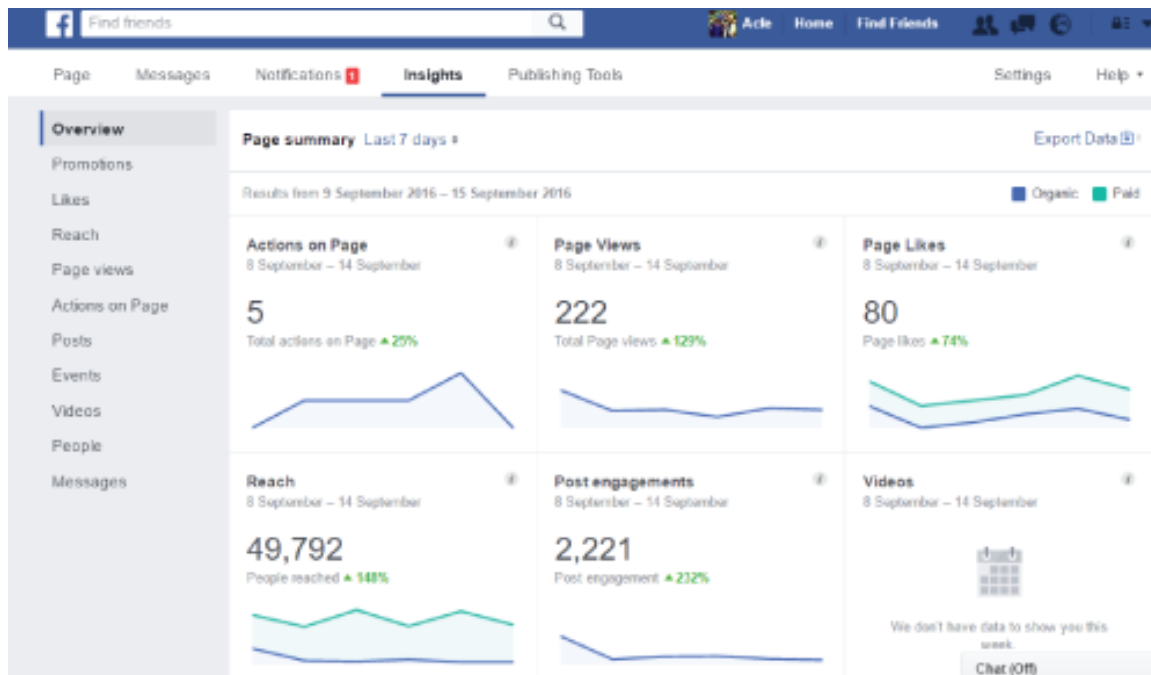 f Find friends Acle Home Find Friends
Page Messages Notifications 1 Insights Publishing Tools Settings Help
Overview
Promotions
Likes
Reach
Page views
Actions on Page
Posts
Events
Videos
People
Messages
Page summary Last 7 days Export Data
Results from 9 September 2016 – 15 September 2016 Organic Paid
Actions on Page
8 September – 14 September
5
Total actions on Page ▲25%
Page Views
8 September – 14 September
222
Total Page views ▲129%
Page Likes
8 September – 14 September
80
Page likes ▲74%
Reach
8 September – 14 September
49,792
People reached ▲148%
Post engagements
8 September – 14 September
2,221
Post engagement ▲232%
Videos
8 September – 14 September
We don't have data to show you this
week.
Chat (Off)